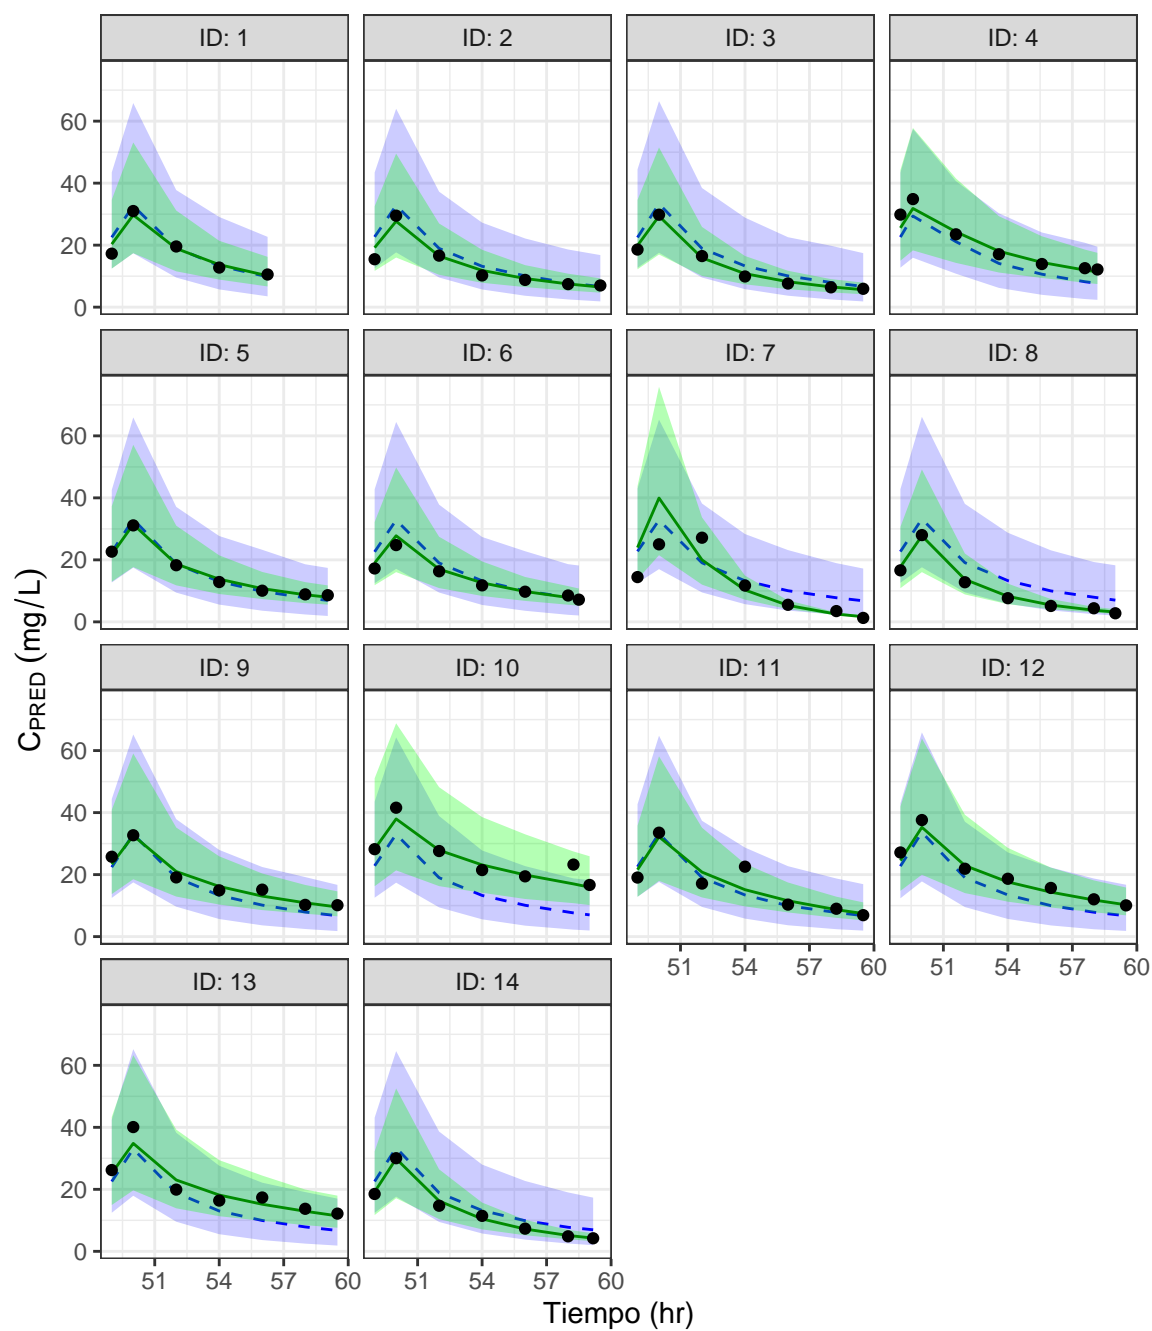 ID: 1
ID: 2
ID: 3
ID: 4
60
40
20
0
ID: 5
ID: 6
ID: 7
ID: 8
60
40
20
0
C_PRED (mg/L)
ID: 9
ID: 10
ID: 11
ID: 12
60
40
20
0
51 54 57 60
51 54 57 60
ID: 13
ID: 14
60
40
20
0
51 54 57 60
51 54 57 60
Tiempo (hr)